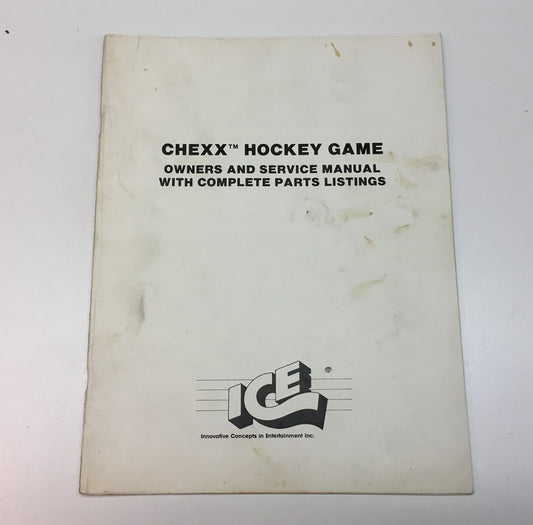 CHEXX™ HOCKEY GAME
OWNERS AND SERVICE MANUAL
WITH COMPLETE PARTS LISTINGS
ICE
Innovative Concepts in Entertainment Inc.